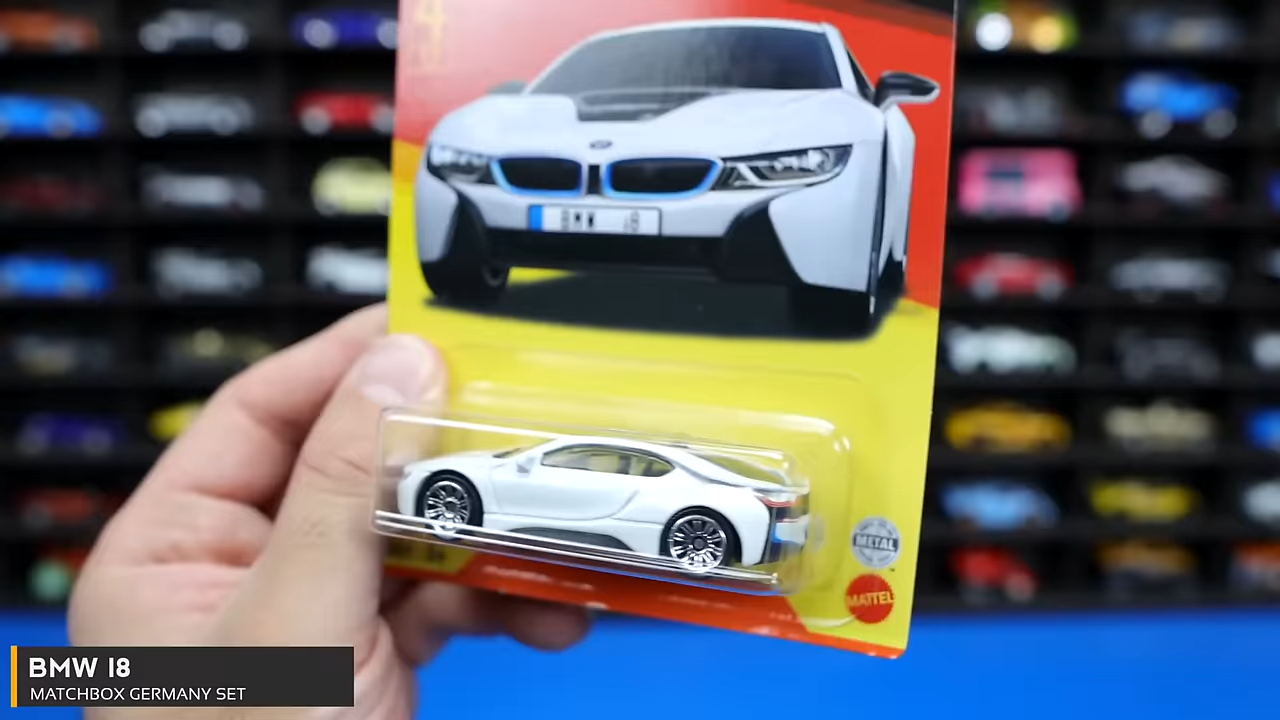 BMW i8
METAL
MATTEL
BMW I8
MATCHBOX GERMANY SET